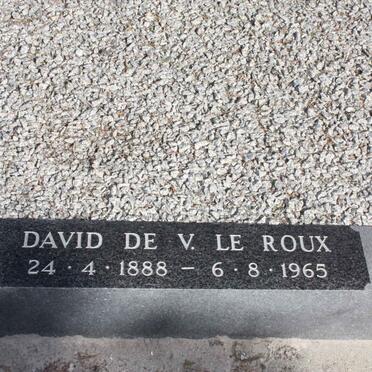 DAVID DE V. LE ROUX
24 · 4 · 1888 – 6 · 8 · 1965